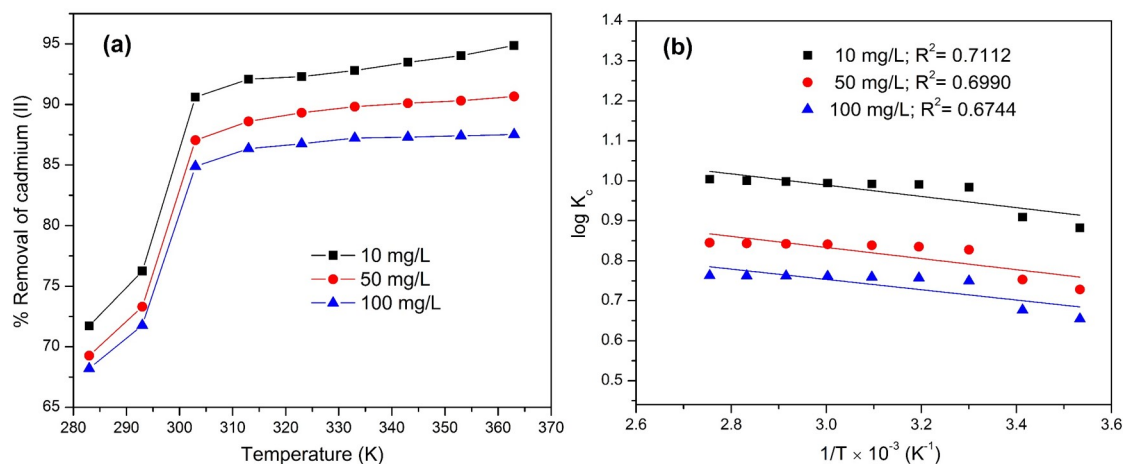 (a)
% Removal of cadmium (II)
95
90
85
80
75
70
65
10 mg/L
50 mg/L
100 mg/L
280 290 300 310 320 330 340 350 360 370
Temperature (K)
(b)
log K_c
1.4
1.3
1.2
1.1
1.0
0.9
0.8
0.7
0.6
0.5
10 mg/L; R²= 0.7112
50 mg/L; R²= 0.6990
100 mg/L; R²= 0.6744
2.6 2.8 3.0 3.2 3.4 3.6
1/T × 10⁻³ (K⁻¹)